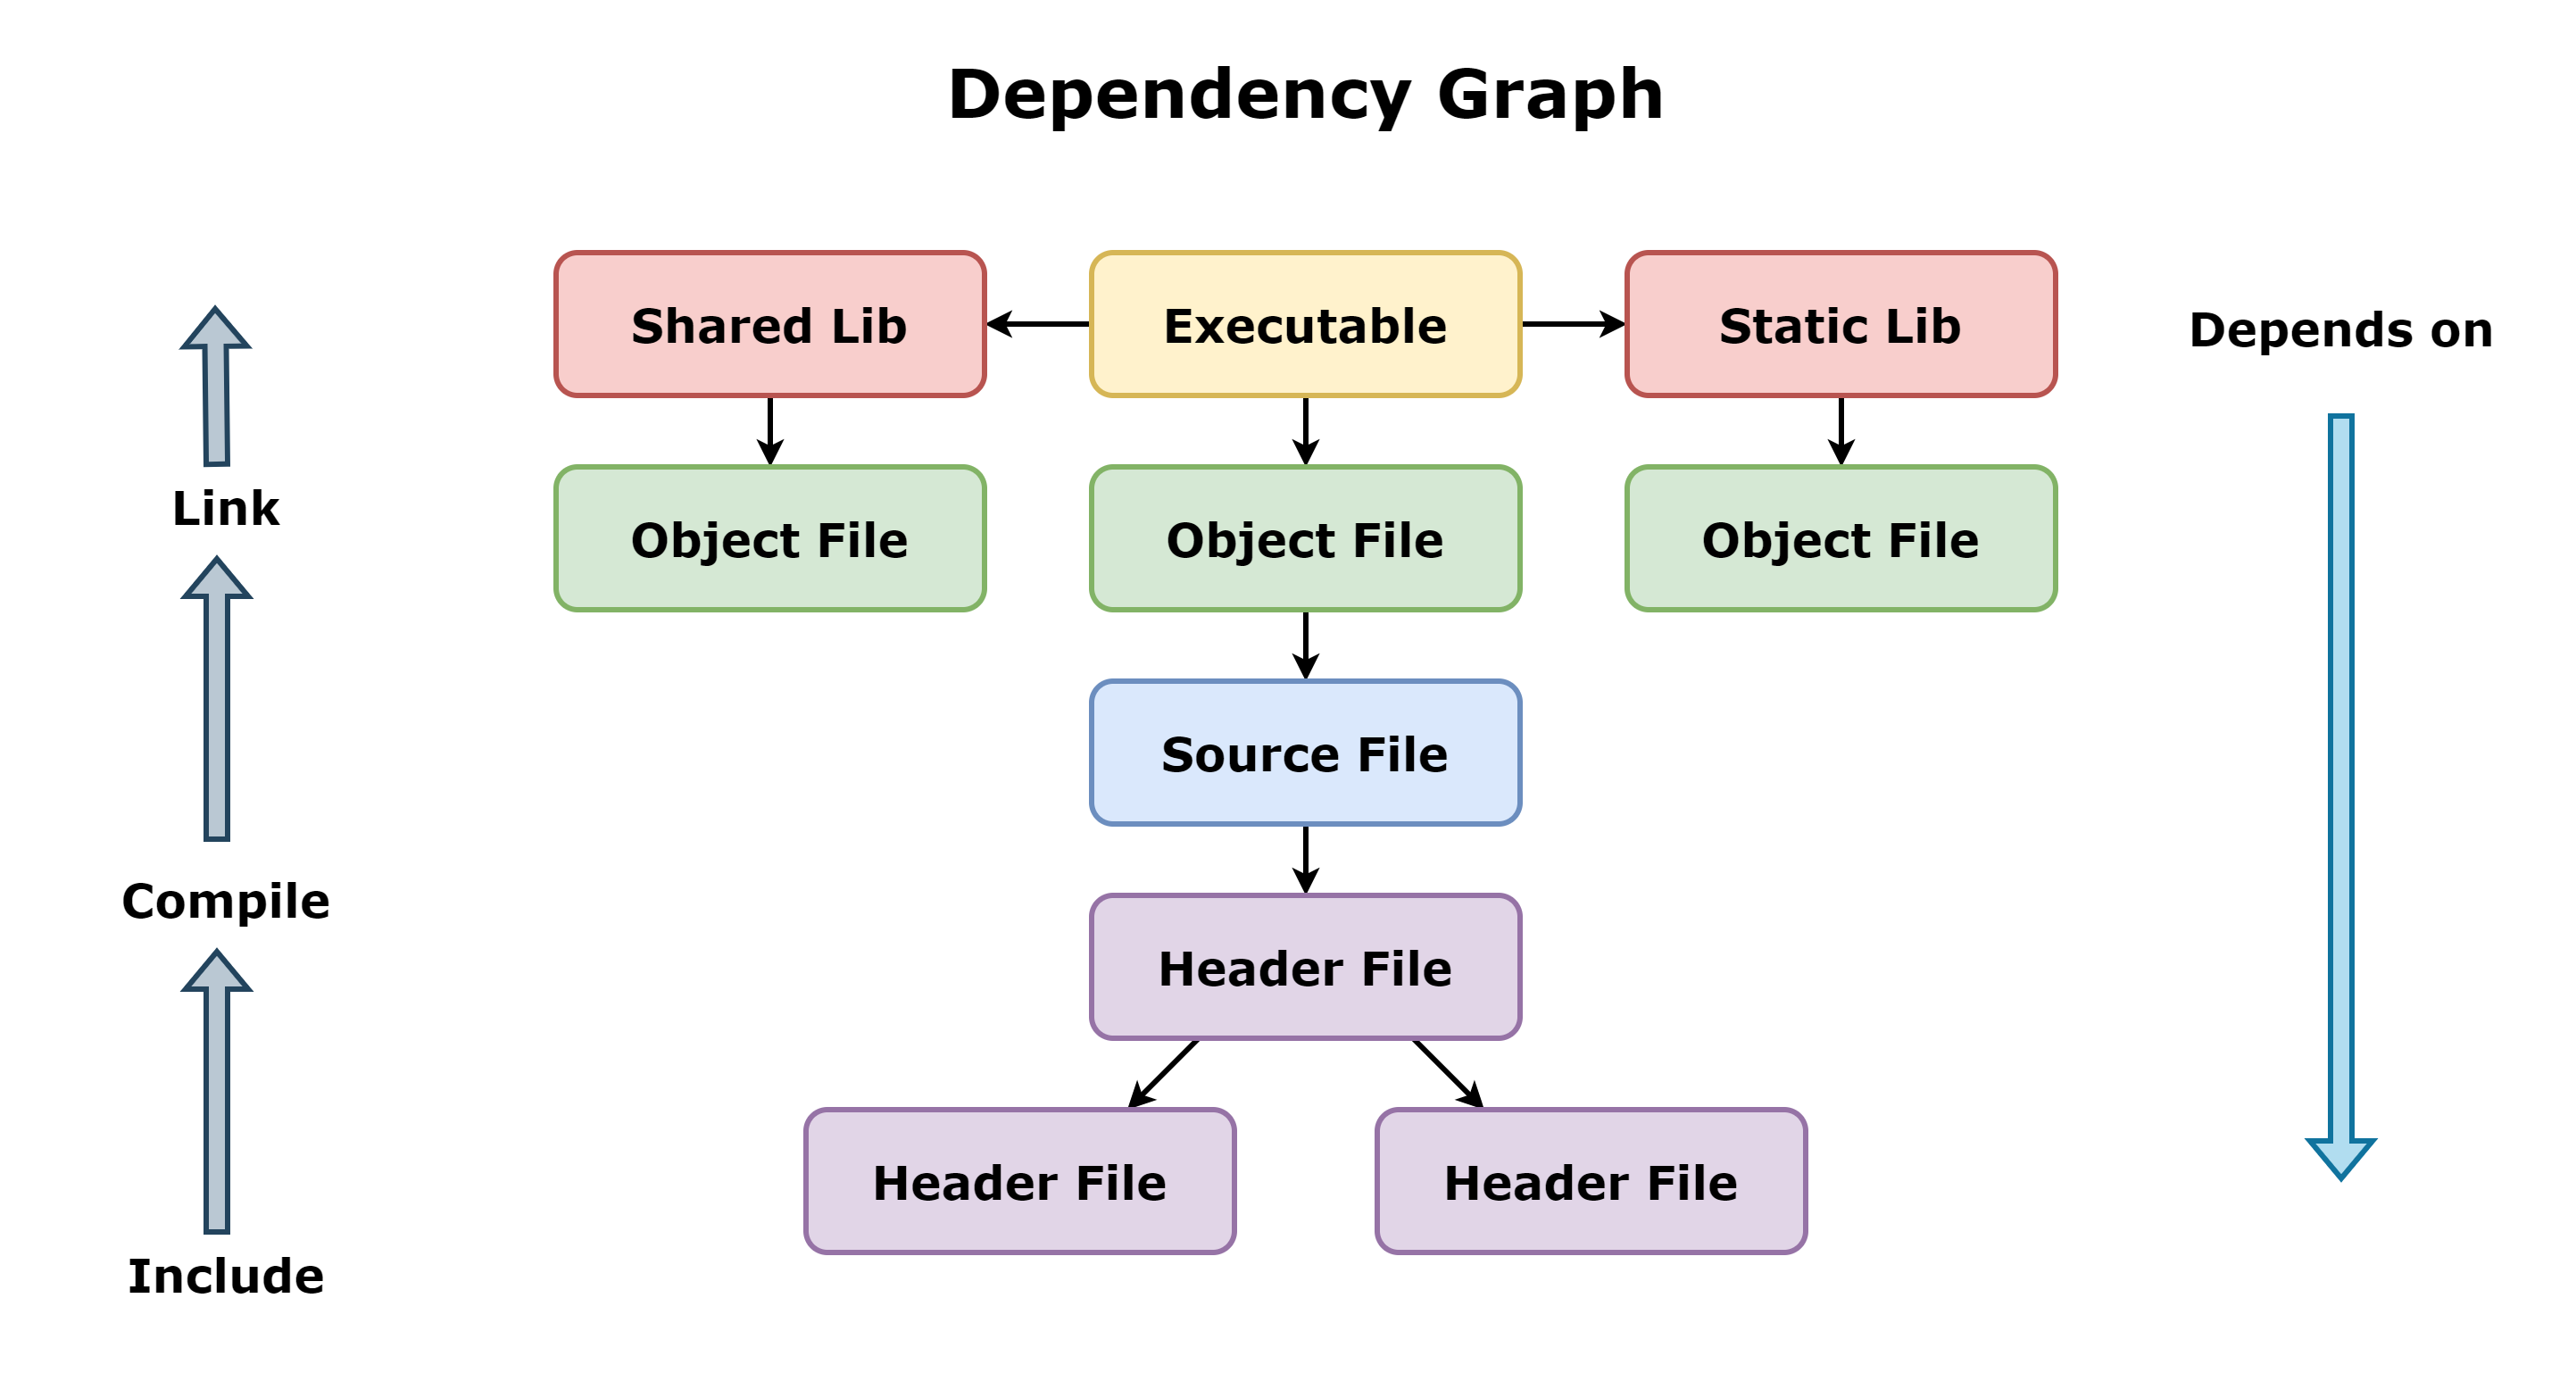 Dependency Graph
Shared Lib
Executable
Static Lib
Depends on
Link
Object File
Object File
Object File
Source File
Compile
Header File
Header File
Header File
Include